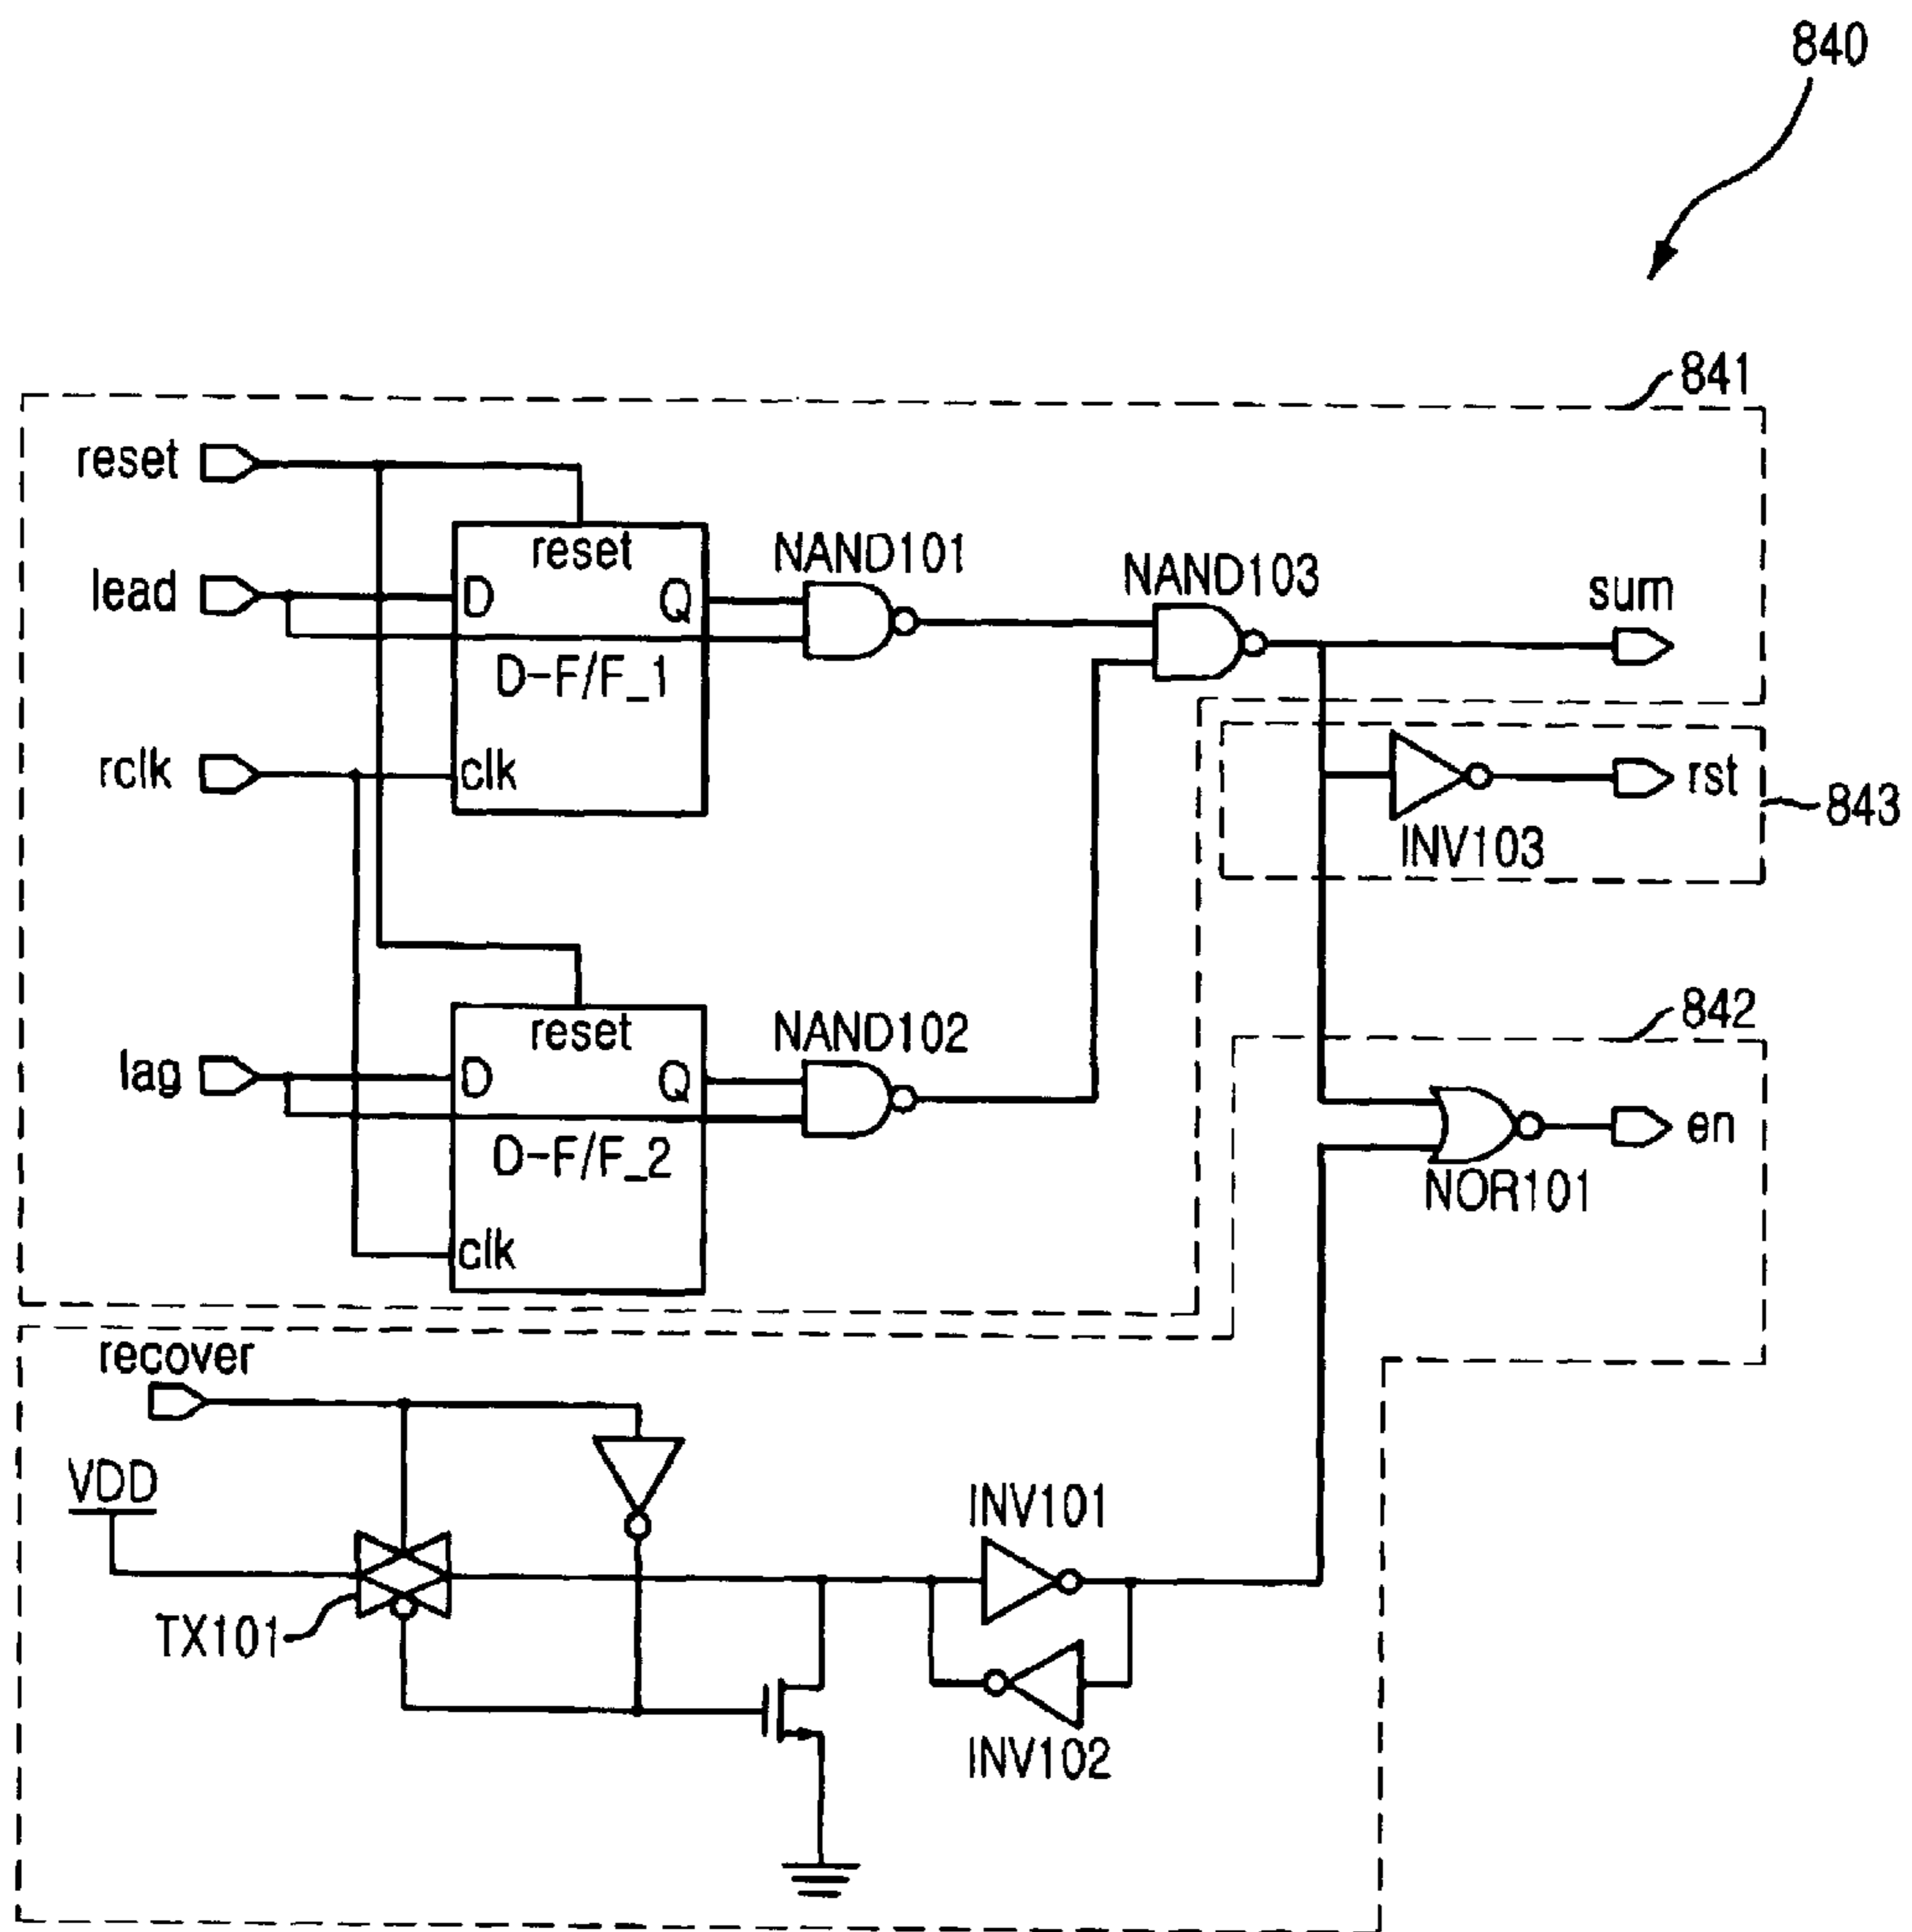 840
841
reset
lead
rclk
reset
D
Q
D-F/F_1
clk
NAND101
NAND103
sum
rst
INV103
843
lag
reset
D
Q
D-F/F_2
clk
NAND102
842
en
NOR101
recover
VDD
TX101
INV101
INV102